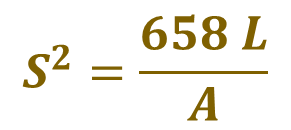 S² = 658 L / A